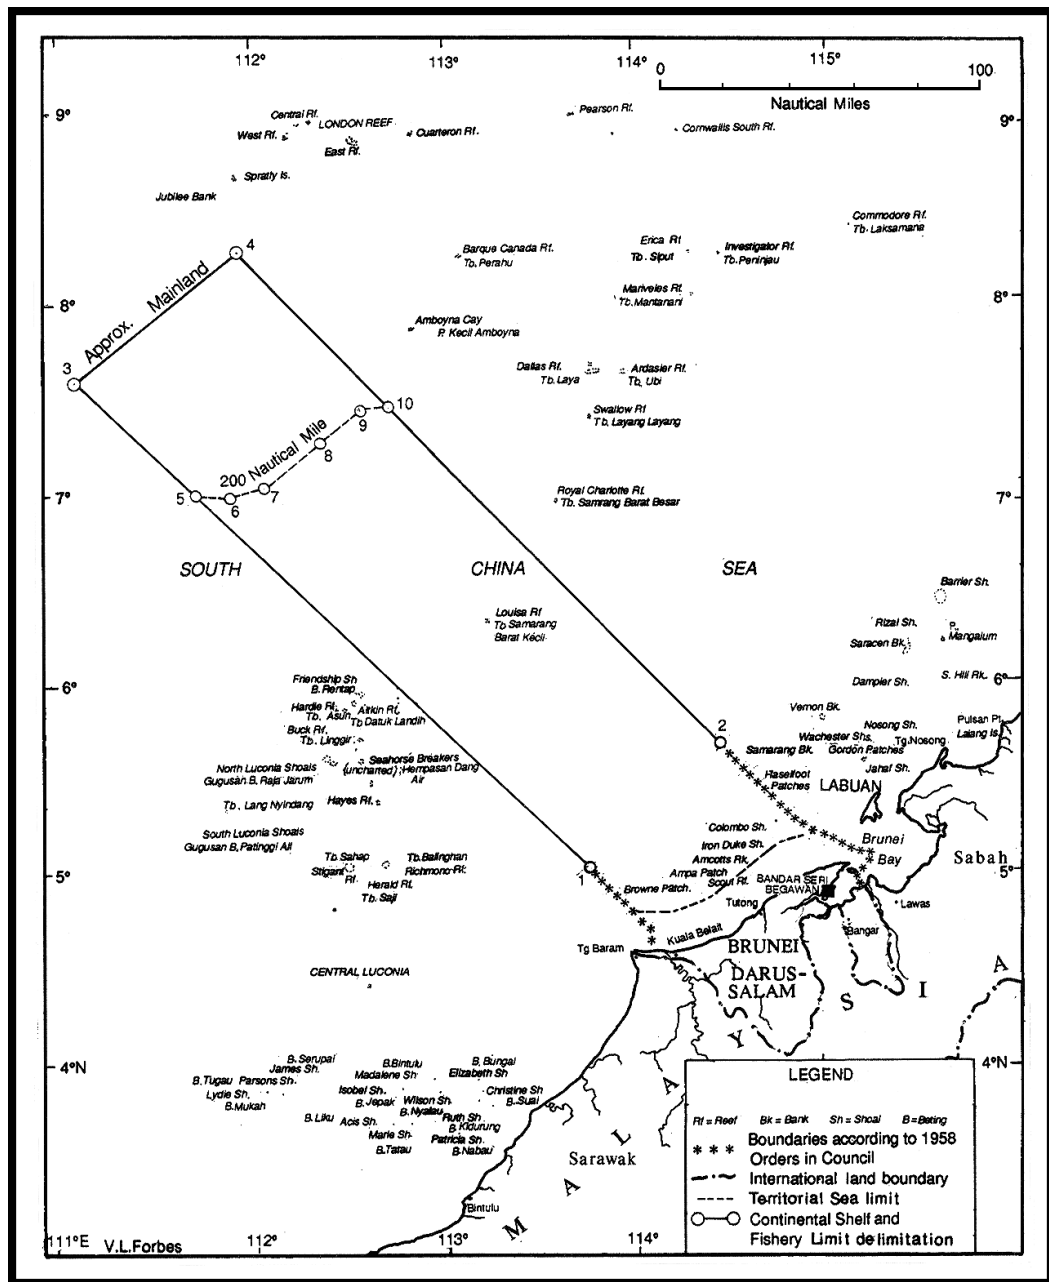 112°
113°
114°
115°
0
100
Nautical Miles
9°
Central Rf.
LONDON REEF
West Rf.
East Rf.
Cuarteron Rf.
Pearson Rf.
Cornwallis South Rf.
9°
Spratly Is.
Jubilee Bank
Commodore Rf.
Tb. Laksamana
4
Barque Canada Rf.
Tb. Perahu
Erica Rf
Tb. Siput
Investigator Rf.
Tb. Peninjau
8°
Approx. Mainland
Mariveles Rf.
Tb. Mantanani
8°
Amboyna Cay
P. Kecil Amboyna
3
Dallas Rf.
Tb. Laya
Ardasier Rf.
Tb. Ubi
10
9
Swallow Rf
Tb. Layang Layang
8
200 Nautical Mile
7°
5
6
7
Royal Charlotte Rf.
Tb. Samrang Barat Besar
7°
SOUTH
CHINA
SEA
Barrier Sh.
Louisa Rf
Tb Samarang
Barat Kecil
Rizal Sh.
Saracen Bk.
Mangalum
6°
Friendship Sh
B. Rentap
Dampier Sh.
S. Hill Rk.
6°
Hardie Rf.
Tb. Asun
Aitkin Rf.
Tb Datuk Landih
Buck Rf.
Tb. Linggir
2
Vernon Bk.
Nosong Sh.
Pulsan Pt.
Lalang Is.
Wachester Shs.
Tg. Nosong
Samarang Bk.
Gordon Patches
Seahorse Breakers
(uncharted) Hempasan Dang
Air
North Luconia Shoals
Gugusan B. Raja Jarum
Jahat Sh.
Haselfoot
Patches
LABUAN
Tb. Lang Nyindang
Hayes Rf.
South Luconia Shoals
Gugusan B, Patinggi Ali
Colombo Sh.
Iron Duke Sh.
Brunei
Bay
Sabah
5°
Tb. Sahap
Stigant
Rf.
Tb. Balinghan
Richmono Rf.
Herald Rf.
Tb. Saji
1
Amcotts Rk.
Ampa Patch
Scout Rf.
Browne Patch.
BANDAR SERI
BEGAWAN
5°
Tutong
Lawas
Kuala Belait
Bangar
Tg Baram
BRUNEI
DARUS-
SALAM
CENTRAL LUCONIA
M A L A Y S I A
4°N
B. Serupai
James Sh.
B. Tugau
Parsons Sh.
Lydie Sh.
B. Mukah
B. Bintulu
Madalene Sh.
B. Bungai
Elizabeth Sh
Isobel Sh.
B. Jepak
Wilson Sh.
B. Nyalau
Christine Sh
B. Suai
B. Liku
Acis Sh.
Ruth Sh
B. Kidurung
Marie Sh.
B. Tatau
Patricia Sh.
B. Nabau
4°N
Sarawak
Bintulu
LEGEND
Rf = Reef
Bk = Bank
Sh = Shoal
B = Beting
Boundaries according to 1958
Orders in Council
International land boundary
Territorial Sea limit
Continental Shelf and
Fishery Limit delimitation
111°E
V.L.Forbes
112°
113°
114°